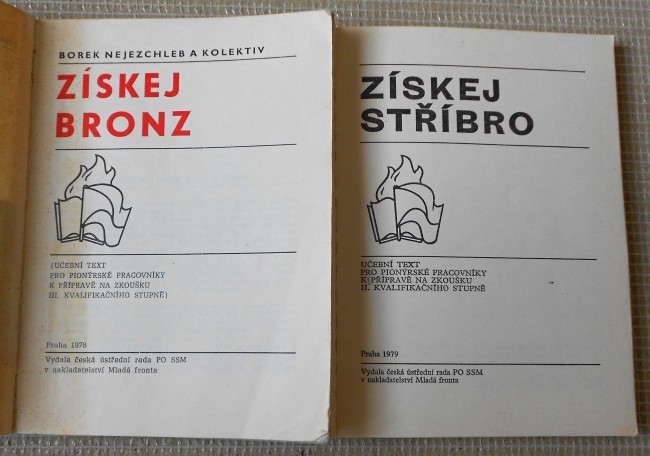 BOREK NEJEZCHLEB A KOLEKTIV
ZÍSKEJ
BRONZ
(UČEBNÍ TEXT
PRO PIONÝRSKÉ PRACOVNÍKY
K PŘÍPRAVĚ NA ZKOUŠKU
III. KVALIFIKAČNÍHO STUPNĚ)
Praha 1978
Vydala česká ústřední rada PO SSM
v nakladatelství Mladá fronta
ZÍSKEJ
STŘÍBRO
UČEBNÍ TEXT
PRO PIONÝRSKÉ PRACOVNÍKY
K PŘÍPRAVĚ NA ZKOUŠKU
II. KVALIFIKAČNÍHO STUPNĚ
Praha 1979
Vydala česká ústřední rada PO SSM
v nakladatelství Mladá fronta